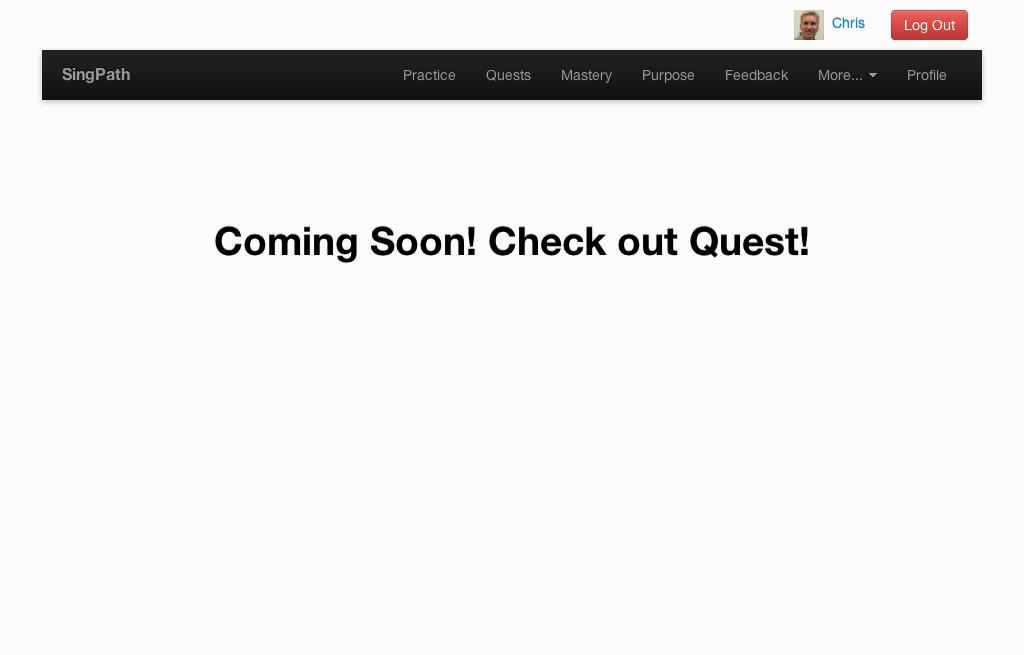 Chris
Log Out
SingPath
Practice Quests Mastery Purpose Feedback More... Profile
Coming Soon! Check out Quest!